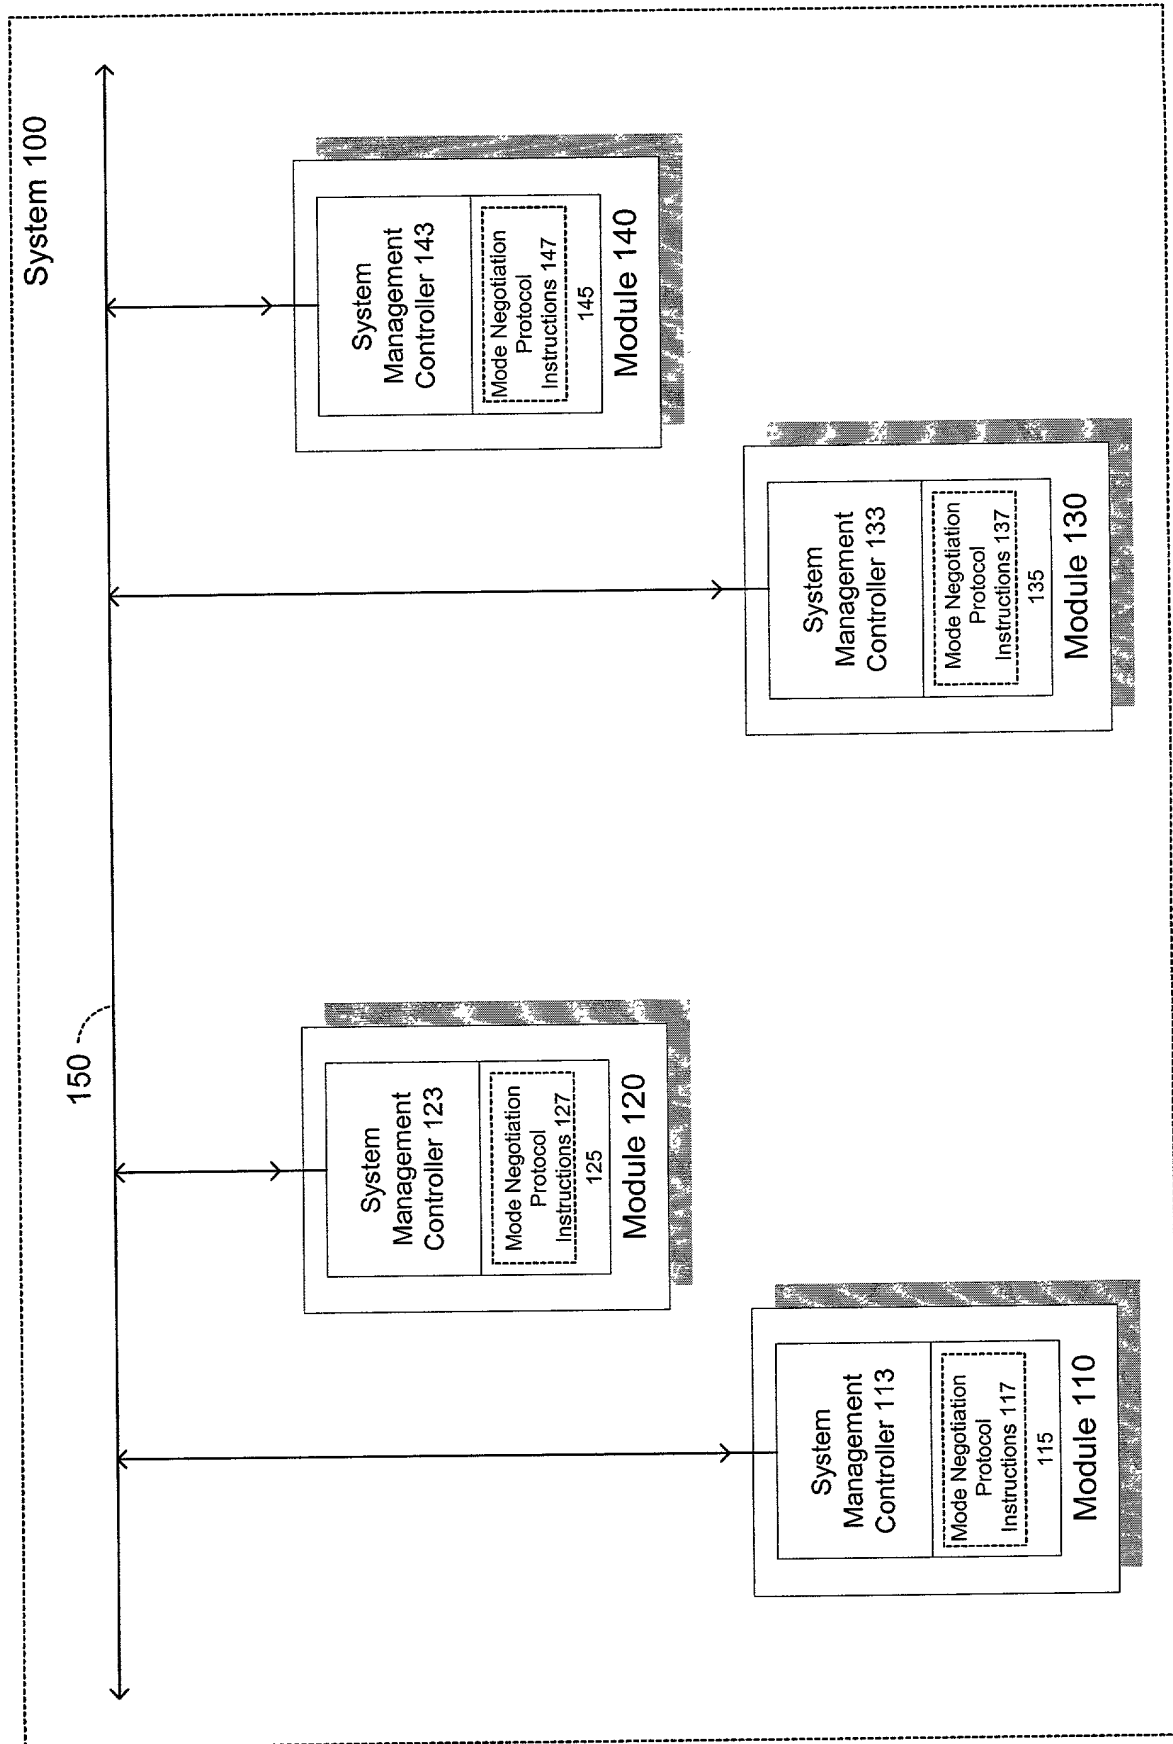 System 100
150
System
Management
Controller 123
Mode Negotiation
Protocol
Instructions 127
125
Module 120
System
Management
Controller 143
Mode Negotiation
Protocol
Instructions 147
145
Module 140
System
Management
Controller 113
Mode Negotiation
Protocol
Instructions 117
115
Module 110
System
Management
Controller 133
Mode Negotiation
Protocol
Instructions 137
135
Module 130